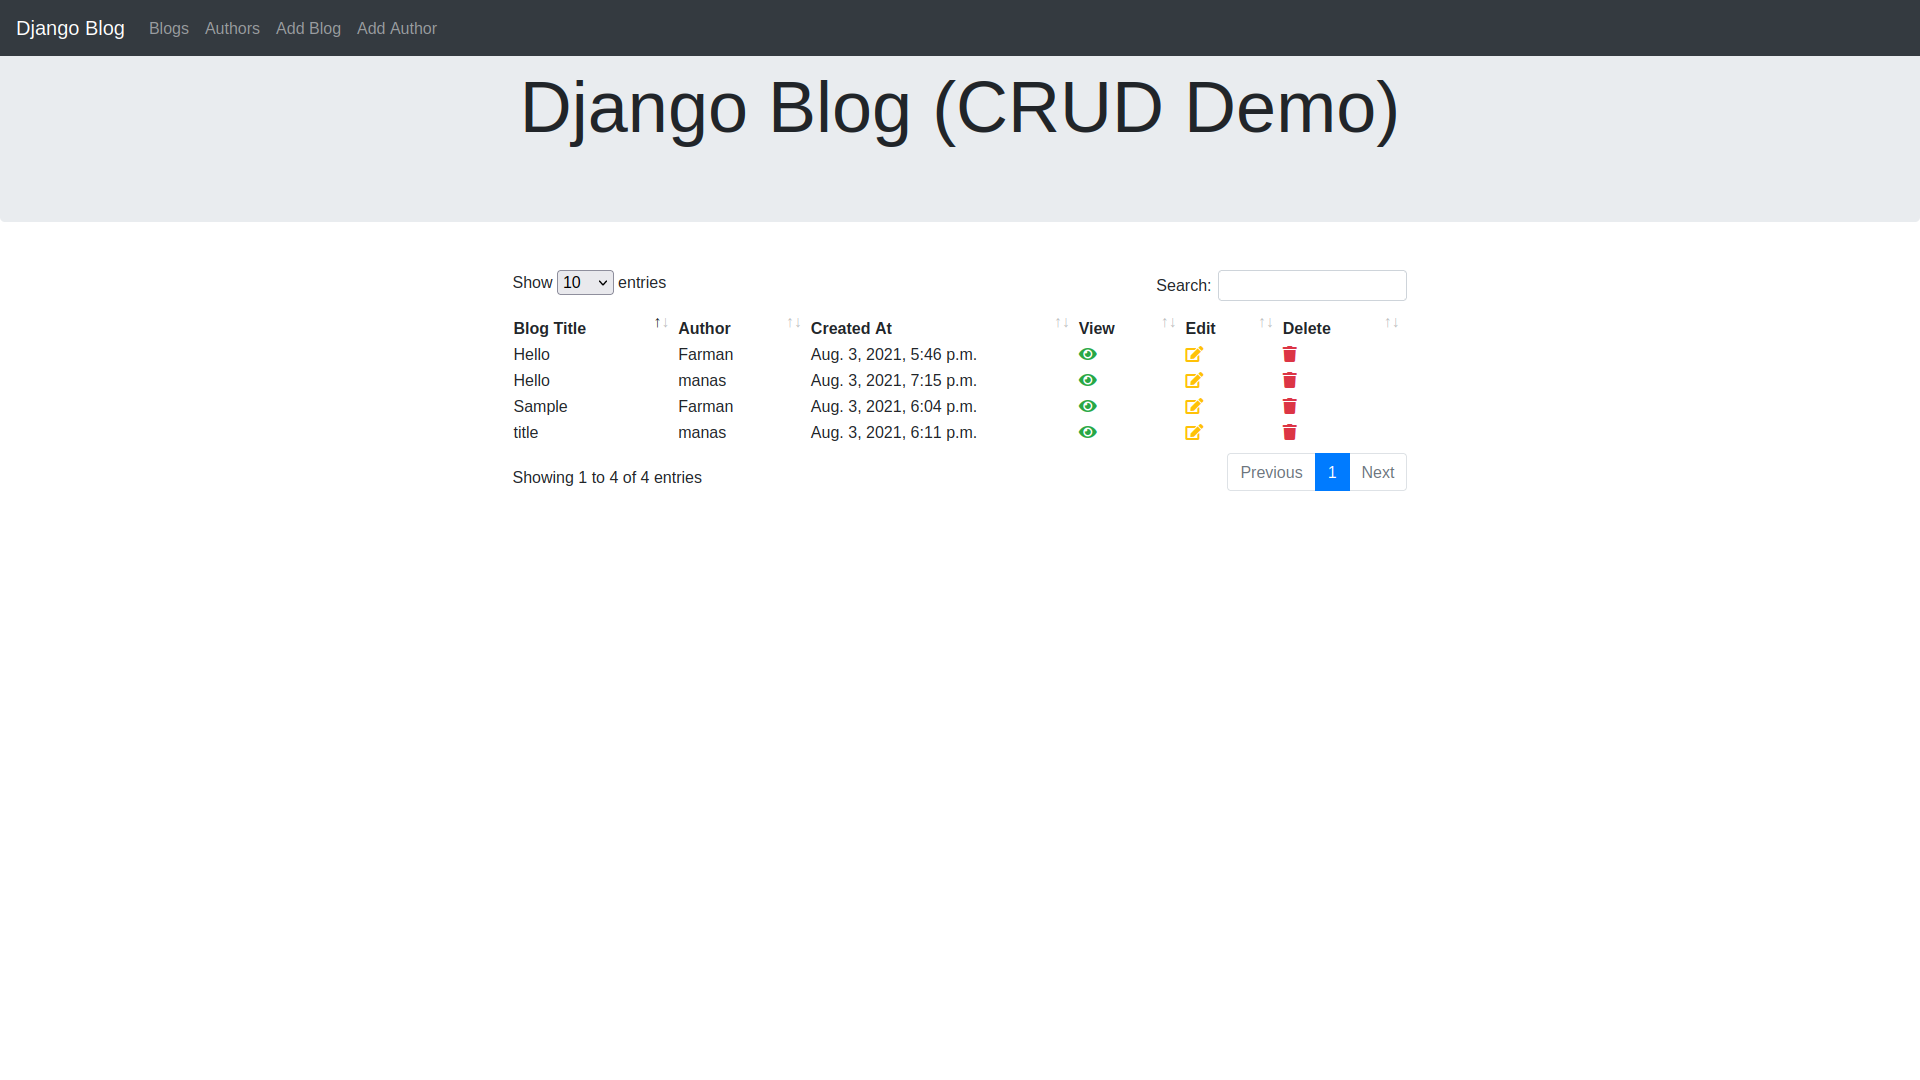 Django Blog Blogs Authors Add Blog Add Author
Django Blog (CRUD Demo)
Show 10 entries Search:
Blog Title Author Created At View Edit Delete
Hello Farman Aug. 3, 2021, 5:46 p.m.
Hello manas Aug. 3, 2021, 7:15 p.m.
Sample Farman Aug. 3, 2021, 6:04 p.m.
title manas Aug. 3, 2021, 6:11 p.m.
Showing 1 to 4 of 4 entries Previous 1 Next